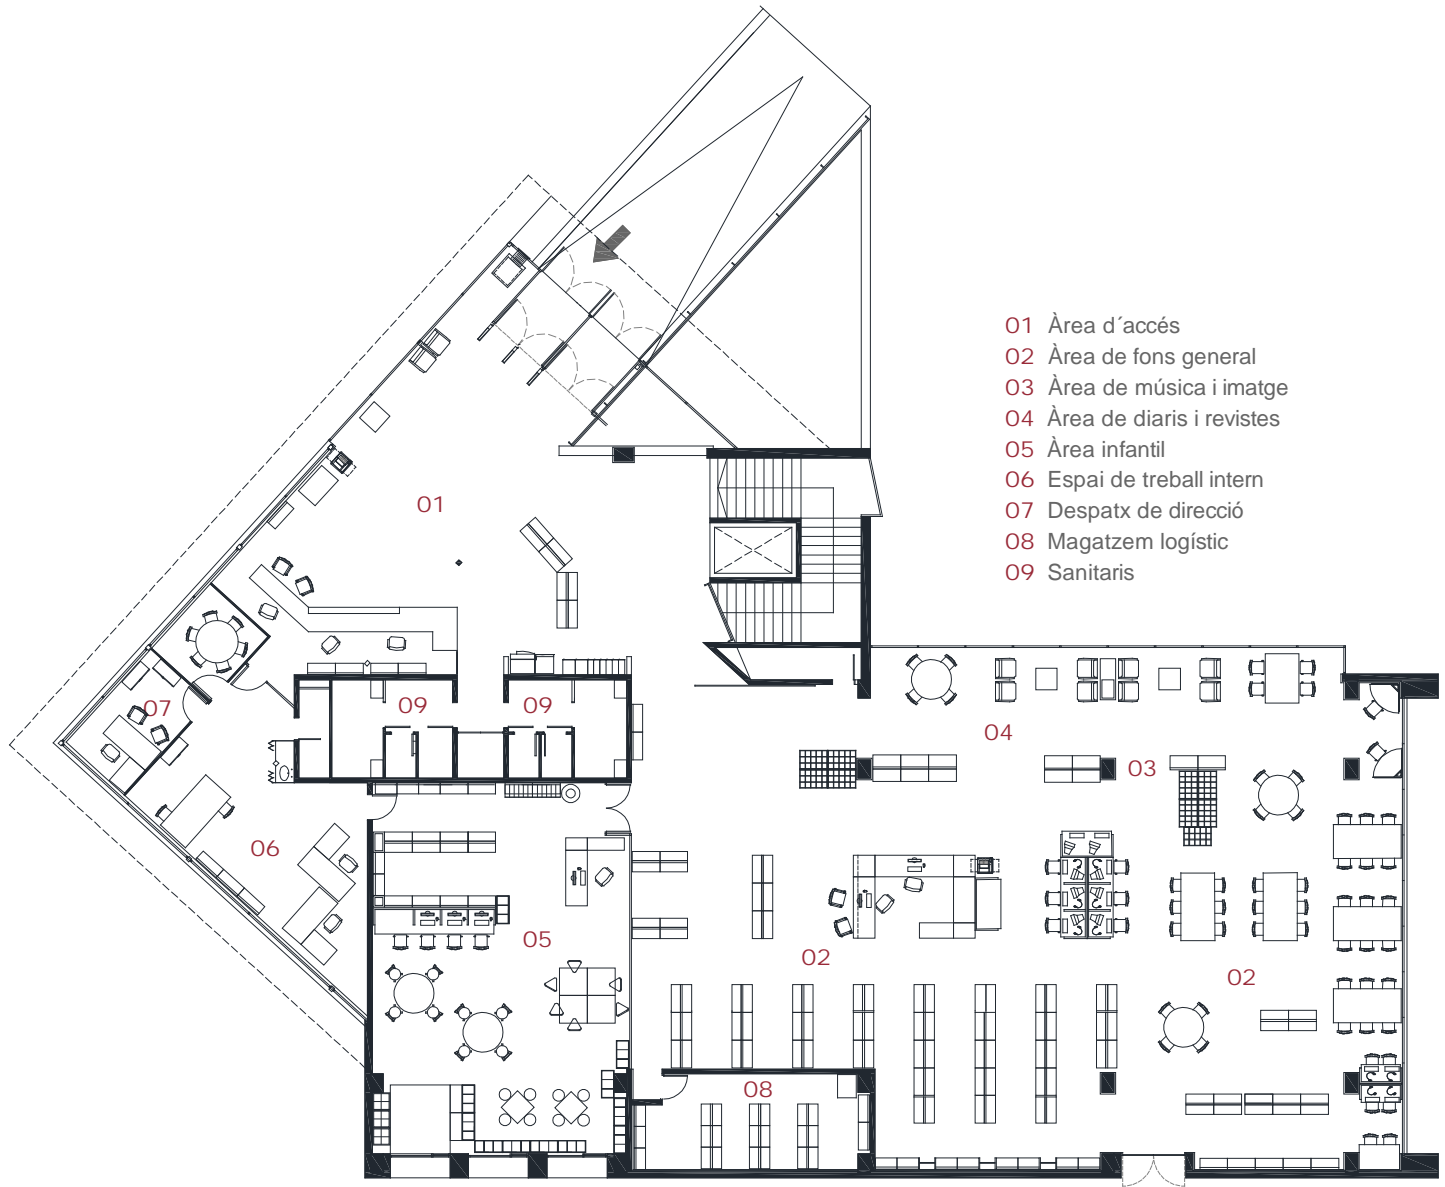 01 Àrea d´accés
02 Àrea de fons general
03 Àrea de música i imatge
04 Àrea de diaris i revistes
05 Àrea infantil
06 Espai de treball intern
07 Despatx de direcció
08 Magatzem logístic
09 Sanitaris
01
04
07
09
09
03
06
05
02
02
08